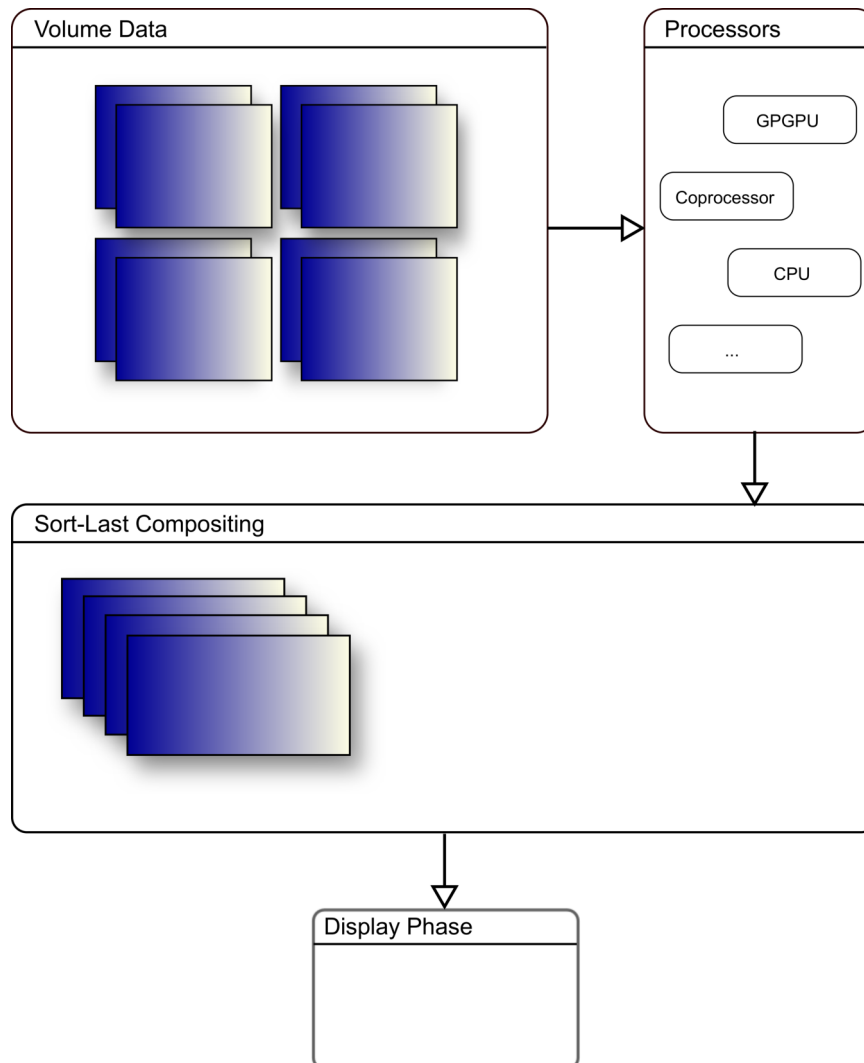 Volume Data
Processors
GPGPU
Coprocessor
CPU
...
Sort-Last Compositing
Display Phase